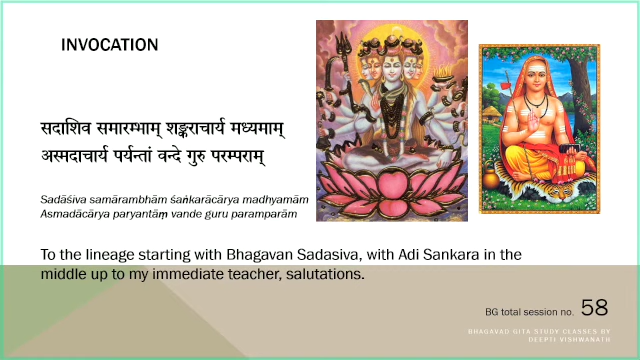 INVOCATION
सदाशिव समारम्भाम् शङ्कराचार्य मध्यमाम्
अस्मदाचार्य पर्यन्तां वन्दे गुरु परम्पराम्
Sadāśiva samārambhām śaṅkarācārya madhyamām
Asmadācārya paryantāṃ vande guru paramparām
To the lineage starting with Bhagavan Sadasiva, with Adi Sankara in the
middle up to my immediate teacher, salutations.
BG total session no. 58
BHAGAVAD GITA STUDY CLASSES BY
DEEPTI VISHWANATH